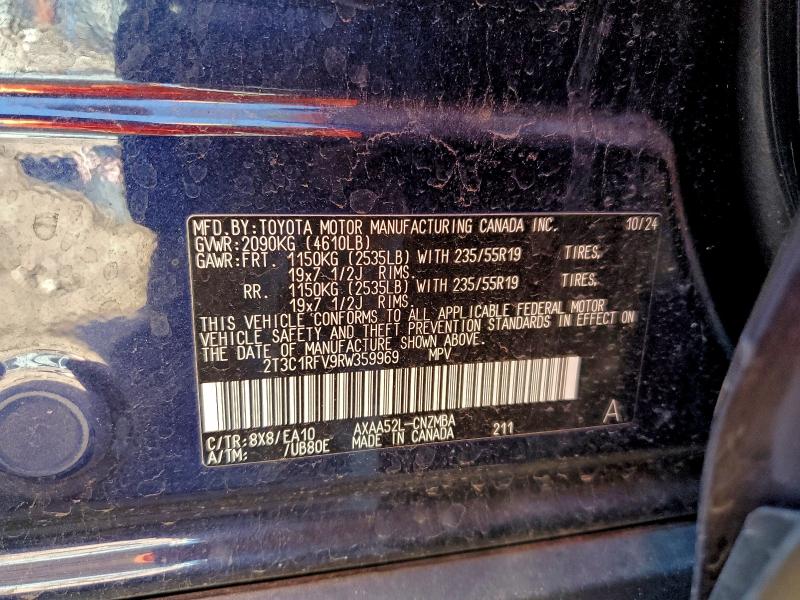 MFD.BY:TOYOTA MOTOR MANUFACTURING CANADA INC. 10/24
GVWR:2090KG (4610LB)
GAWR:FRT. 1150KG (2535LB) WITH 235/55R19 TIRES,
19x7 1/2J RIMS.
RR. 1150KG (2535LB) WITH 235/55R19 TIRES,
19x7 1/2J RIMS.
THIS VEHICLE CONFORMS TO ALL APPLICABLE FEDERAL MOTOR
VEHICLE SAFETY AND THEFT PREVENTION STANDARDS IN EFFECT ON
THE DATE OF MANUFACTURE SHOWN ABOVE.
2T3C1RFV9RW359969 MPV
C/TR:8X8/EA10 AXAA52L-CNZMBA 211 A
A/TM: /UB80E MADE IN CANADA